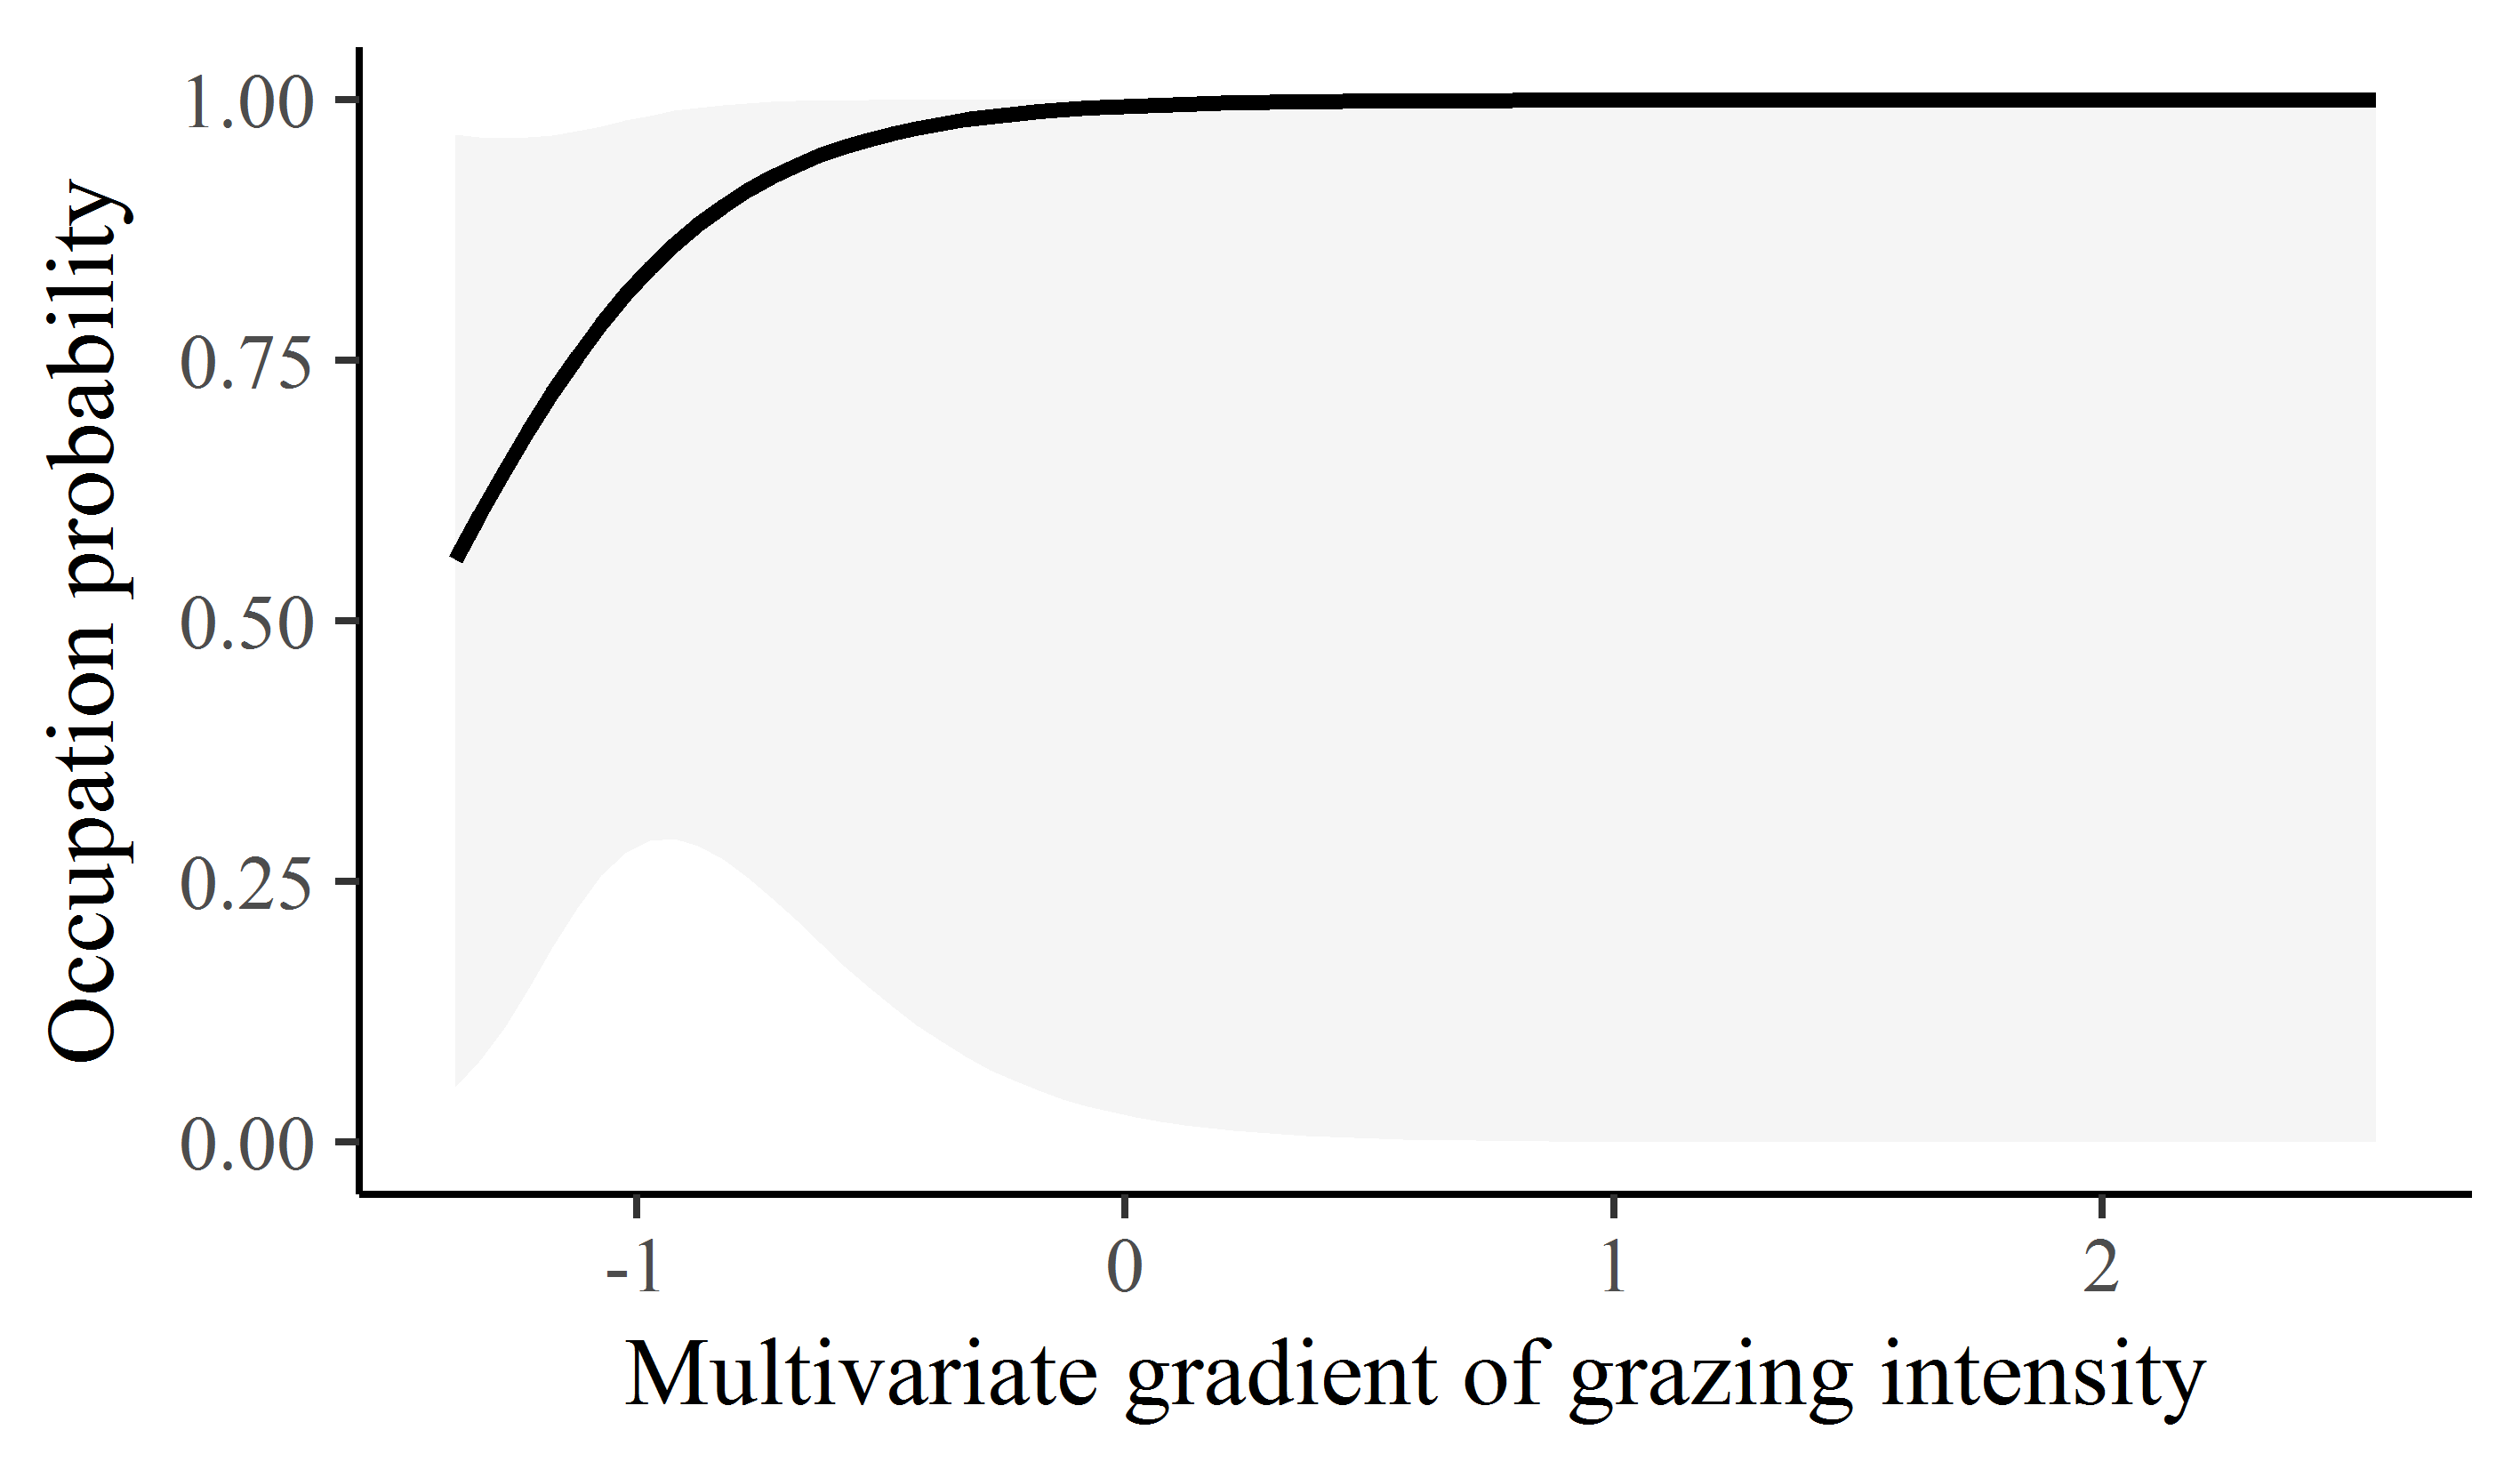 Occupation probability
1.00
0.75
0.50
0.25
0.00
-1 0 1 2
Multivariate gradient of grazing intensity